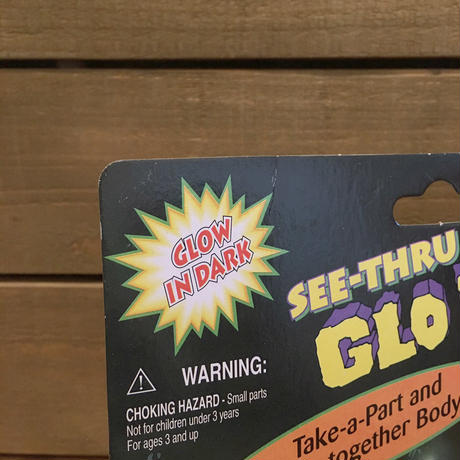 GLOW
IN DARK
SEE-THRU
GLO
WARNING:
CHOKING HAZARD - Small parts
Not for children under 3 years
For ages 3 and up
Take-a-Part and
together Body